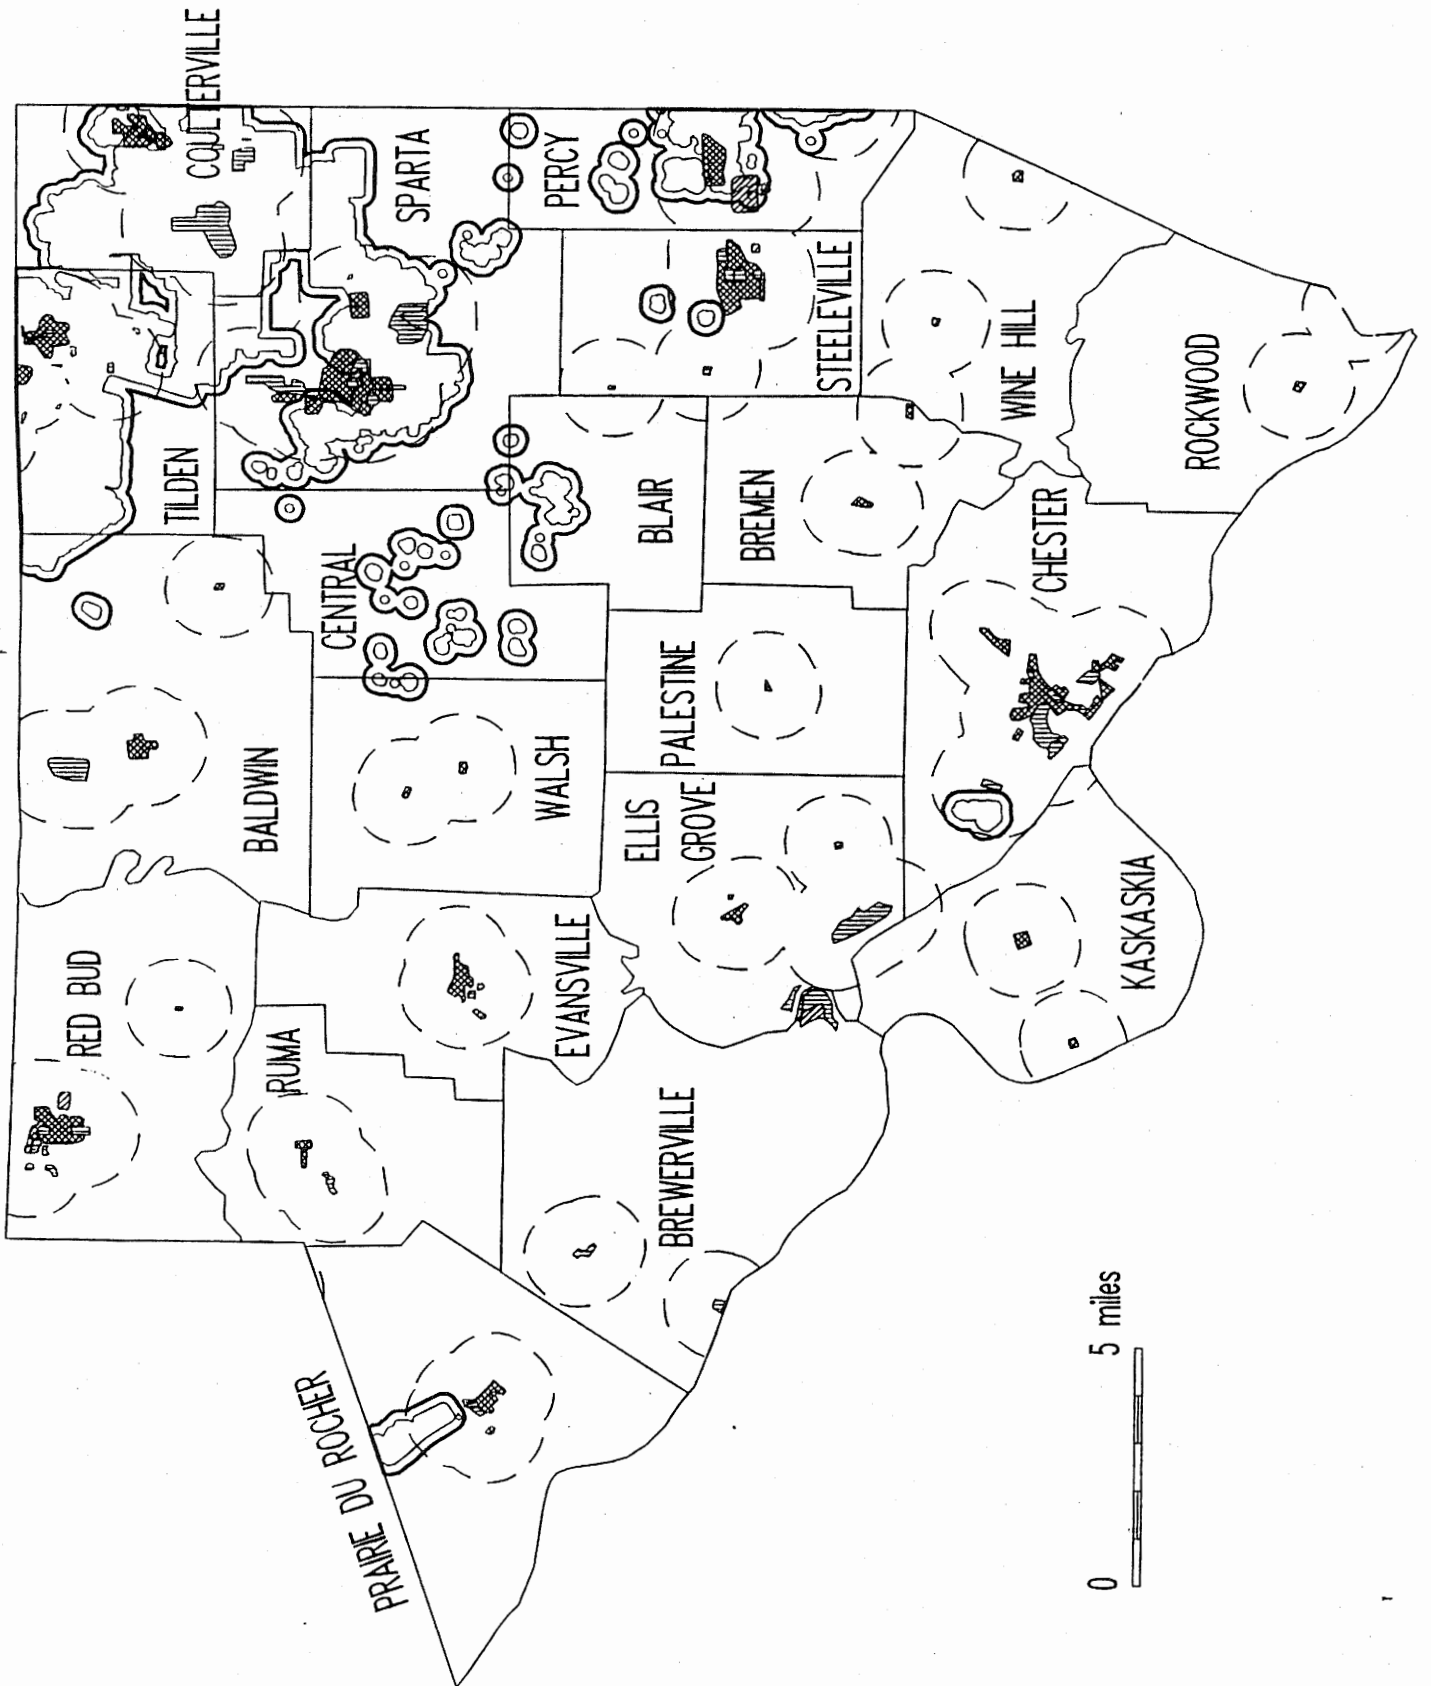 COULTERVILLE
SPARTA
PERCY
TILDEN
STEELEVILLE
WINE HILL
ROCKWOOD
CENTRAL
BLAIR
BREMEN
CHESTER
BALDWIN
WALSH
PALESTINE
ELLIS
GROVE
KASKASKIA
RED BUD
RUMA
EVANSVILLE
BREWERVILLE
PRAIRIE DU ROCHER
0
5 miles